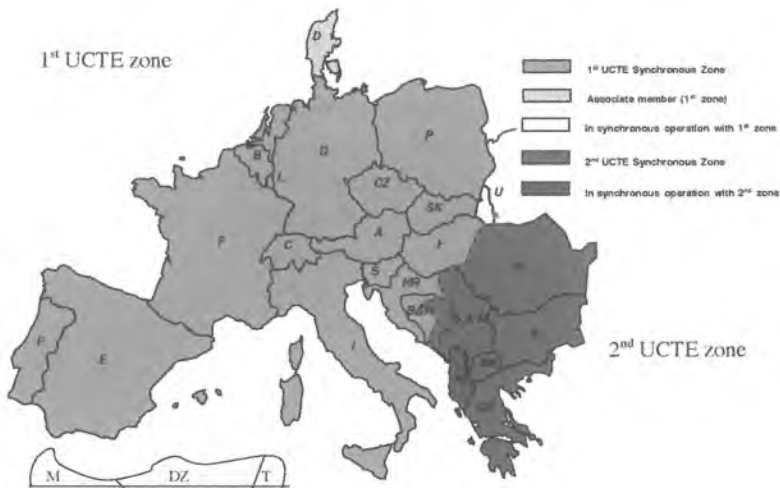 1st UCTE zone
1st UCTE Synchronous Zone
Associate member (1st zone)
In synchronous operation with 1st zone
2nd UCTE Synchronous Zone
In synchronous operation with 2nd zone
2nd UCTE zone
D
P
B
D
L
CZ
U
SK
F
A
C
S
HR
BZH
P
E
I
M
DZ
T